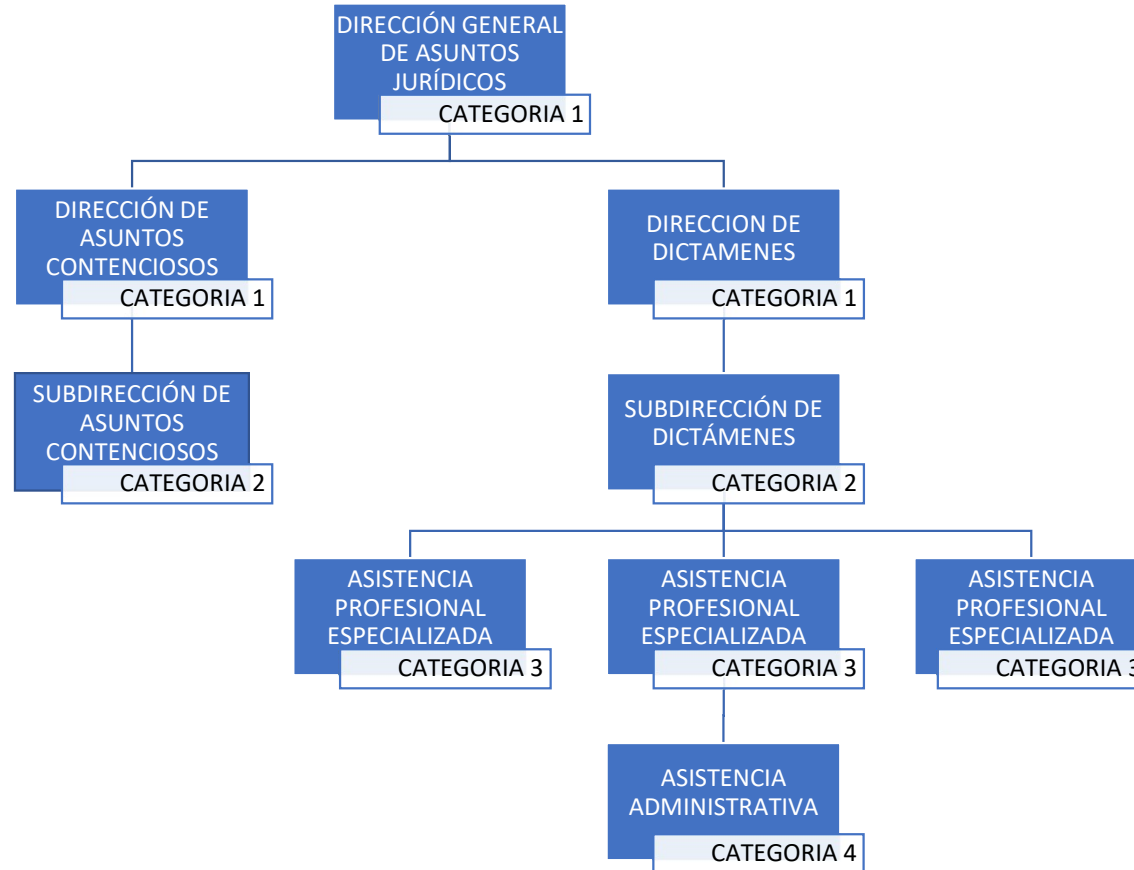 DIRECCIÓN GENERAL
DE ASUNTOS
JURÍDICOS
CATEGORIA 1
DIRECCIÓN DE
ASUNTOS
CONTENCIOSOS
CATEGORIA 1
DIRECCION DE
DICTAMENES
CATEGORIA 1
SUBDIRECCIÓN DE
ASUNTOS
CONTENCIOSOS
CATEGORIA 2
SUBDIRECCIÓN DE
DICTÁMENES
CATEGORIA 2
ASISTENCIA
PROFESIONAL
ESPECIALIZADA
CATEGORIA 3
ASISTENCIA
PROFESIONAL
ESPECIALIZADA
CATEGORIA 3
ASISTENCIA
PROFESIONAL
ESPECIALIZADA
CATEGORIA 3
ASISTENCIA
ADMINISTRATIVA
CATEGORIA 4